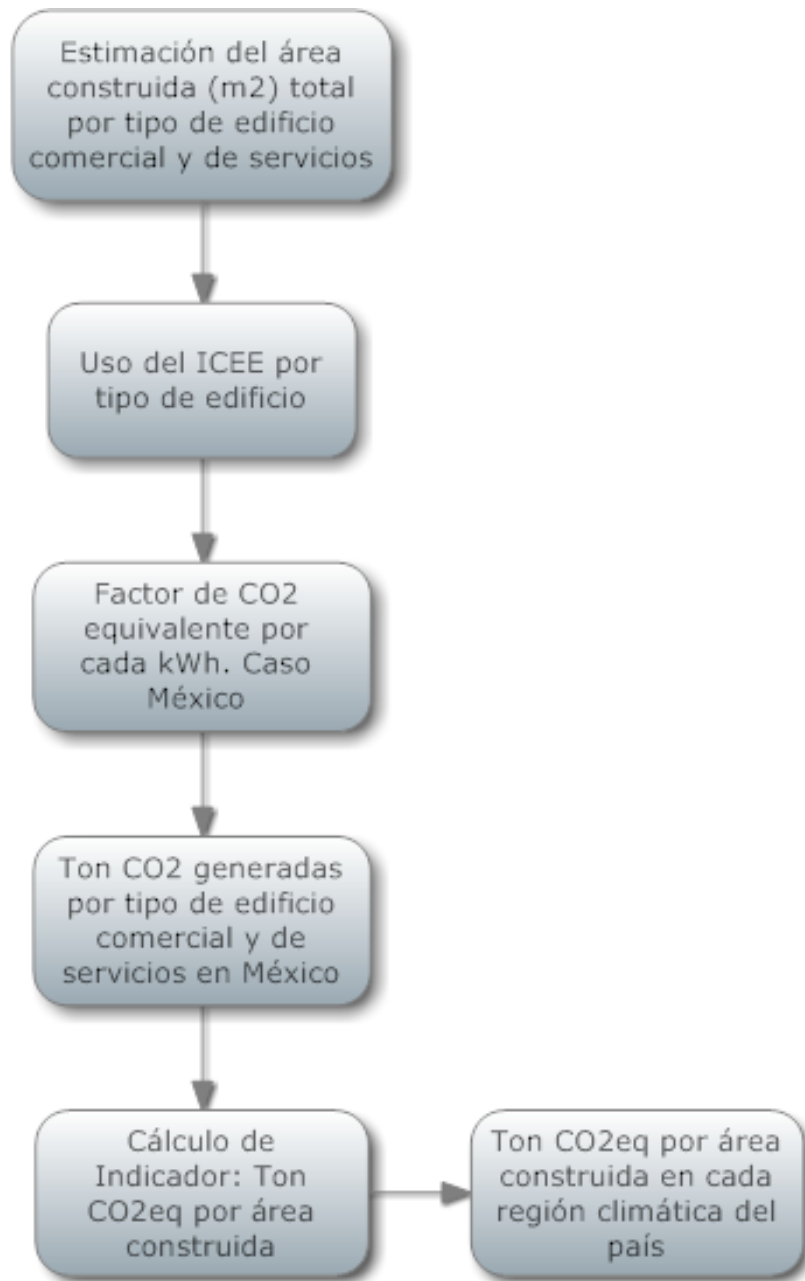 Estimación del área
construida (m2) total
por tipo de edificio
comercial y de servicios
Uso del ICEE por
tipo de edificio
Factor de CO2
equivalente por
cada kWh. Caso
México
Ton CO2 generadas
por tipo de edificio
comercial y de
servicios en México
Cálculo de
Indicador: Ton
CO2eq por área
construida
Ton CO2eq por área
construida en cada
región climática del
país